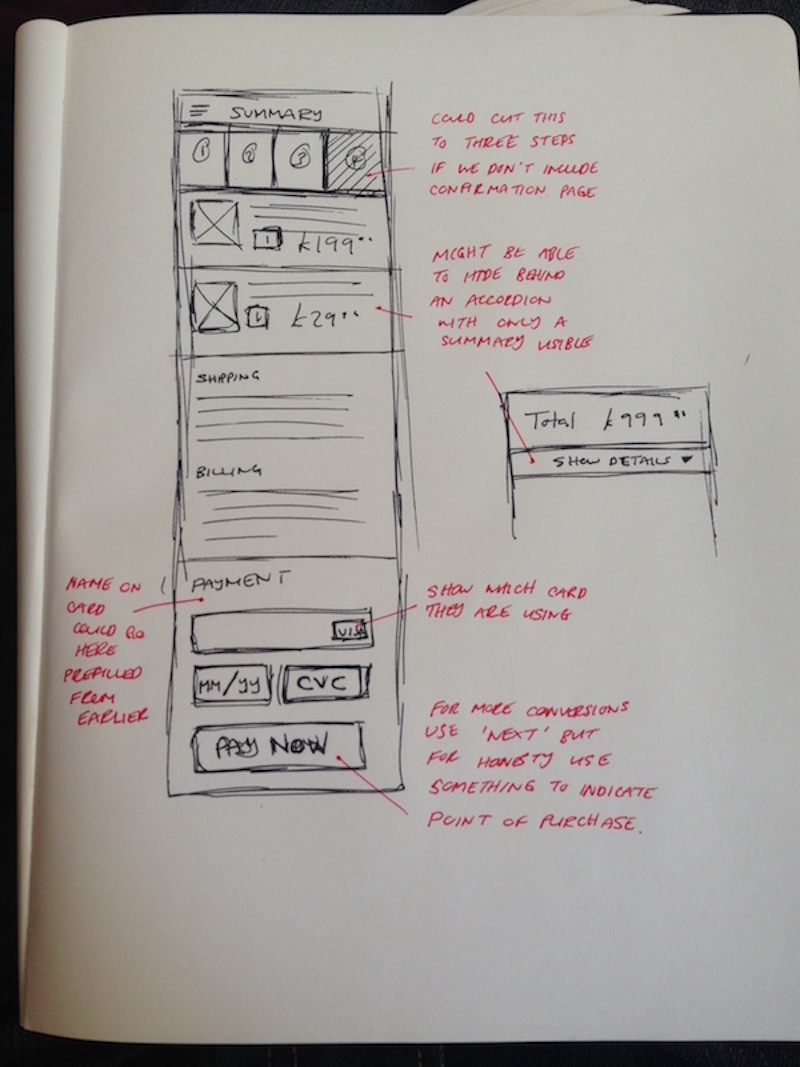 SUMMARY
1 2 3 4
1 £199.00
1 £29.00
SHIPPING
BILLING
PAYMENT
VISA
MM/YY CVC
PAY NOW
COULD CUT THIS
TO THREE STEPS
IF WE DON'T INCLUDE
CONFIRMATION PAGE
MIGHT BE ABLE
TO HIDE BEHIND
AN ACCORDION
WITH ONLY A
SUMMARY VISIBLE
Total £999.00
SHOW DETAILS
NAME ON
CARD
COULD GO
HERE
PREFILLED
FROM
EARLIER
SHOW WHICH CARD
THEY ARE USING
FOR MORE CONVERSIONS
USE 'NEXT' BUT
FOR HONESTY USE
SOMETHING TO INDICATE
POINT OF PURCHASE.